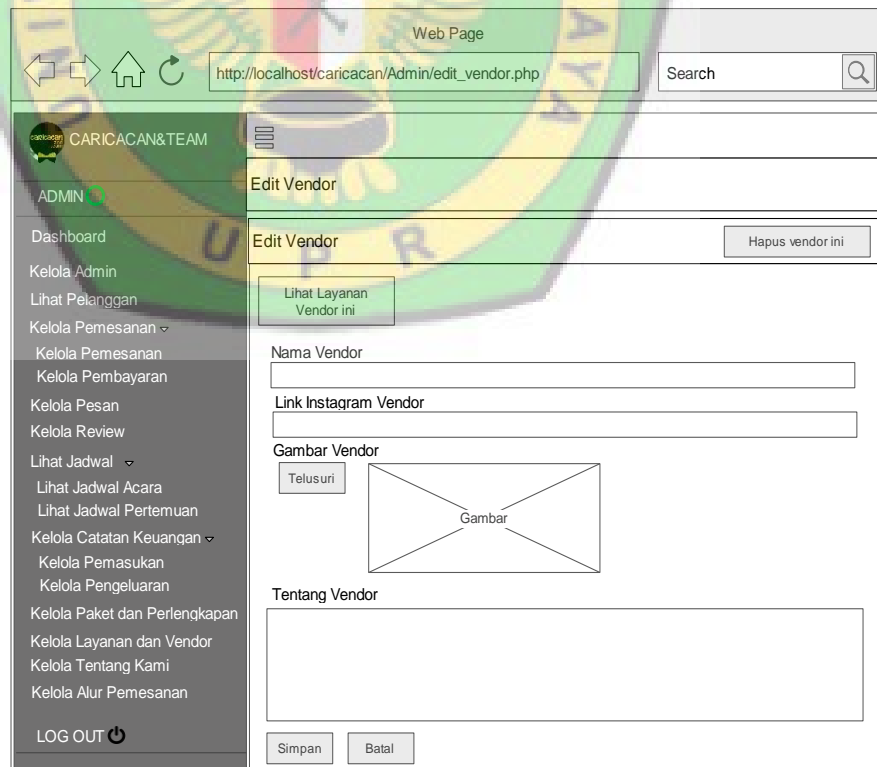 Web Page
http://localhost/caricacan/Admin/edit_vendor.php
Search
CARICACAN&TEAM
ADMIN
Dashboard
Kelola Admin
Lihat Pelanggan
Kelola Pemesanan
Kelola Pemesanan
Kelola Pembayaran
Kelola Pesan
Kelola Review
Lihat Jadwal
Lihat Jadwal Acara
Lihat Jadwal Pertemuan
Kelola Catatan Keuangan
Kelola Pemasukan
Kelola Pengeluaran
Kelola Paket dan Perlengkapan
Kelola Layanan dan Vendor
Kelola Tentang Kami
Kelola Alur Pemesanan
LOG OUT
Edit Vendor
Edit Vendor
Hapus vendor ini
Lihat Layanan
Vendor ini
Nama Vendor
Link Instagram Vendor
Gambar Vendor
Telusuri
Gambar
Tentang Vendor
Simpan
Batal
U P R